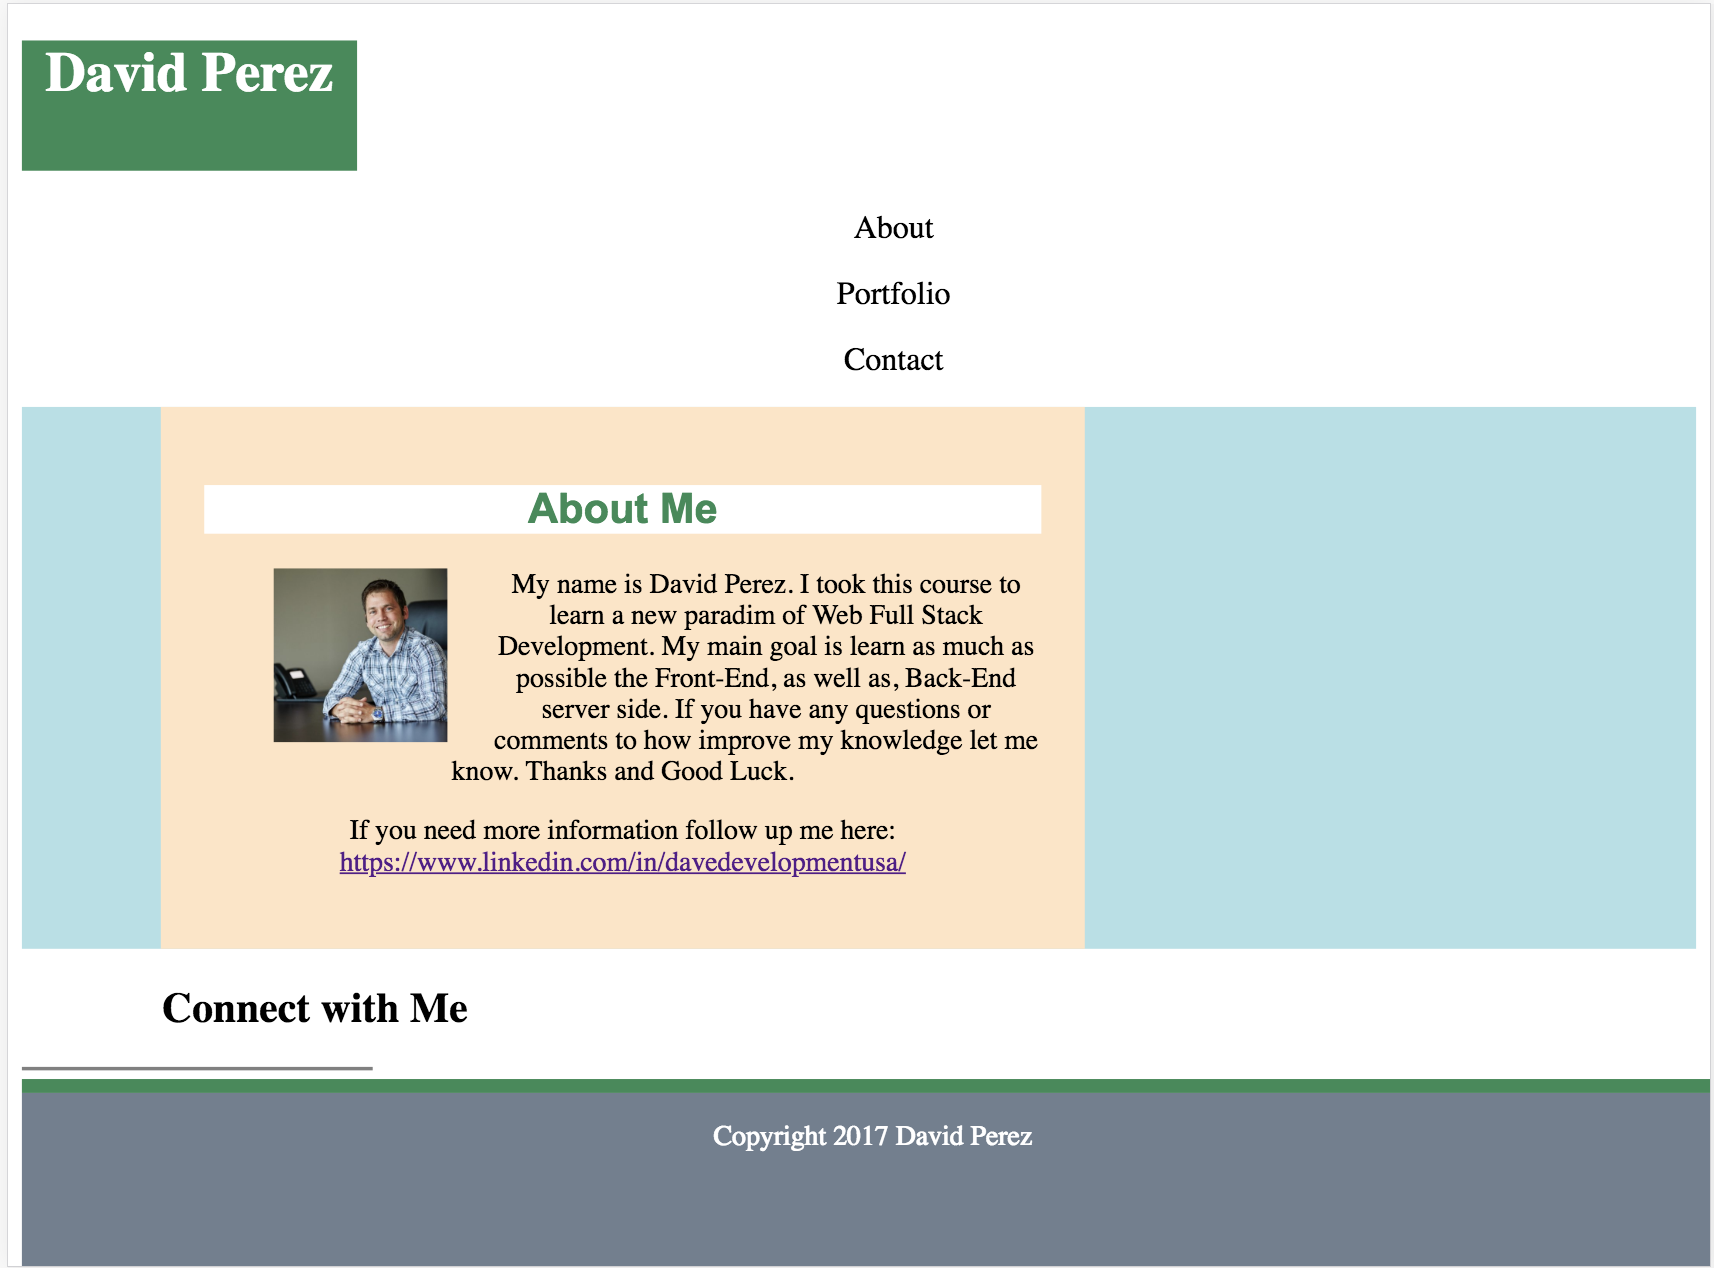 David Perez
About
Portfolio
Contact
About Me
My name is David Perez. I took this course to
learn a new paradim of Web Full Stack
Development. My main goal is learn as much as
possible the Front-End, as well as, Back-End
server side. If you have any questions or
comments to how improve my knowledge let me
know. Thanks and Good Luck.
If you need more information follow up me here:
https://www.linkedin.com/in/davedevelopmentusa/
Connect with Me
Copyright 2017 David Perez